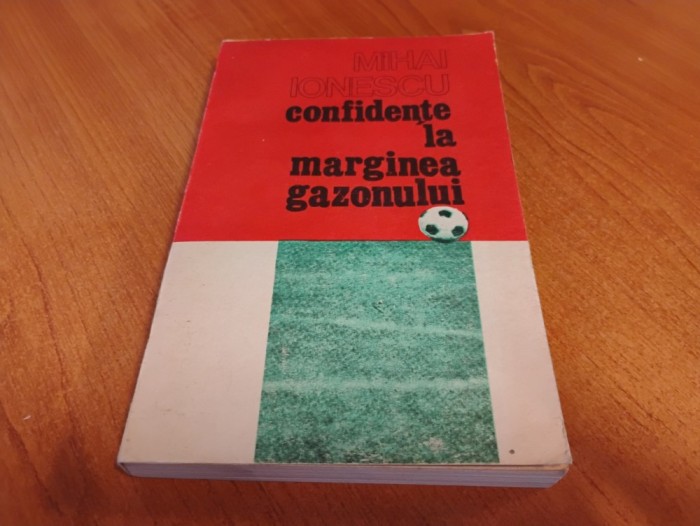 MIHAI
IONESCU
confidențe
la
marginea
gazonului